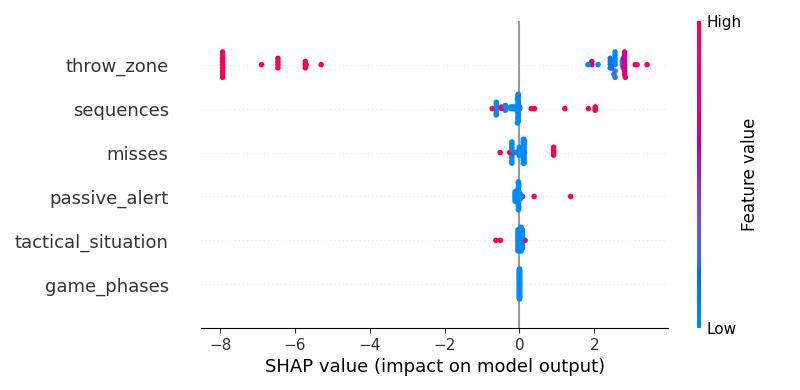 High
throw_zone
sequences
misses
passive_alert
tactical_situation
game_phases
Feature value
Low
−8 −6 −4 −2 0 2
SHAP value (impact on model output)